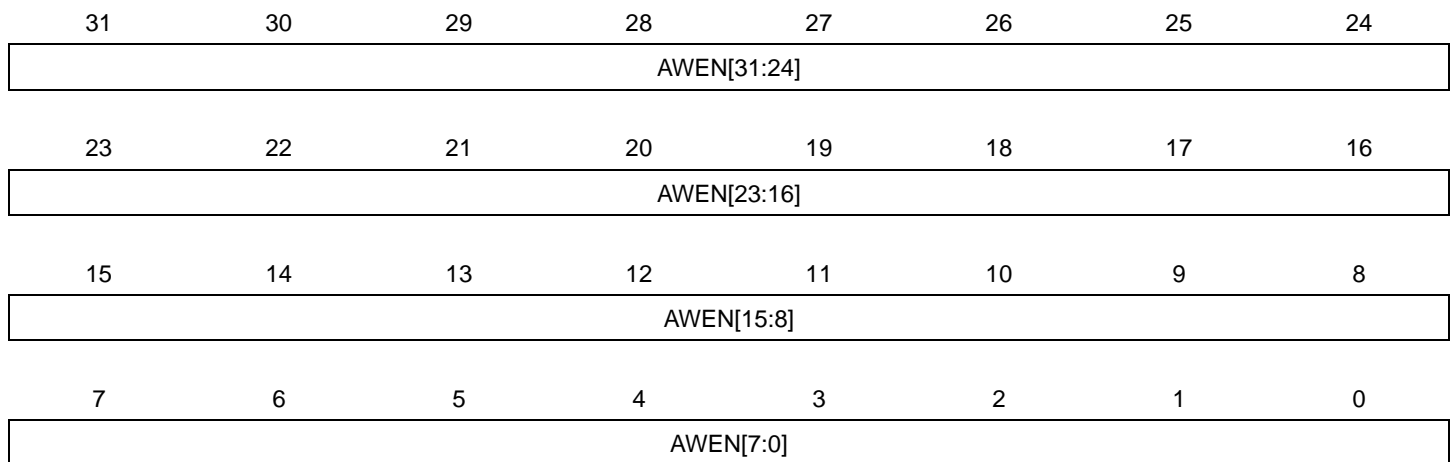 31 30 29 28 27 26 25 24
AWEN[31:24]
23 22 21 20 19 18 17 16
AWEN[23:16]
15 14 13 12 11 10 9 8
AWEN[15:8]
7 6 5 4 3 2 1 0
AWEN[7:0]